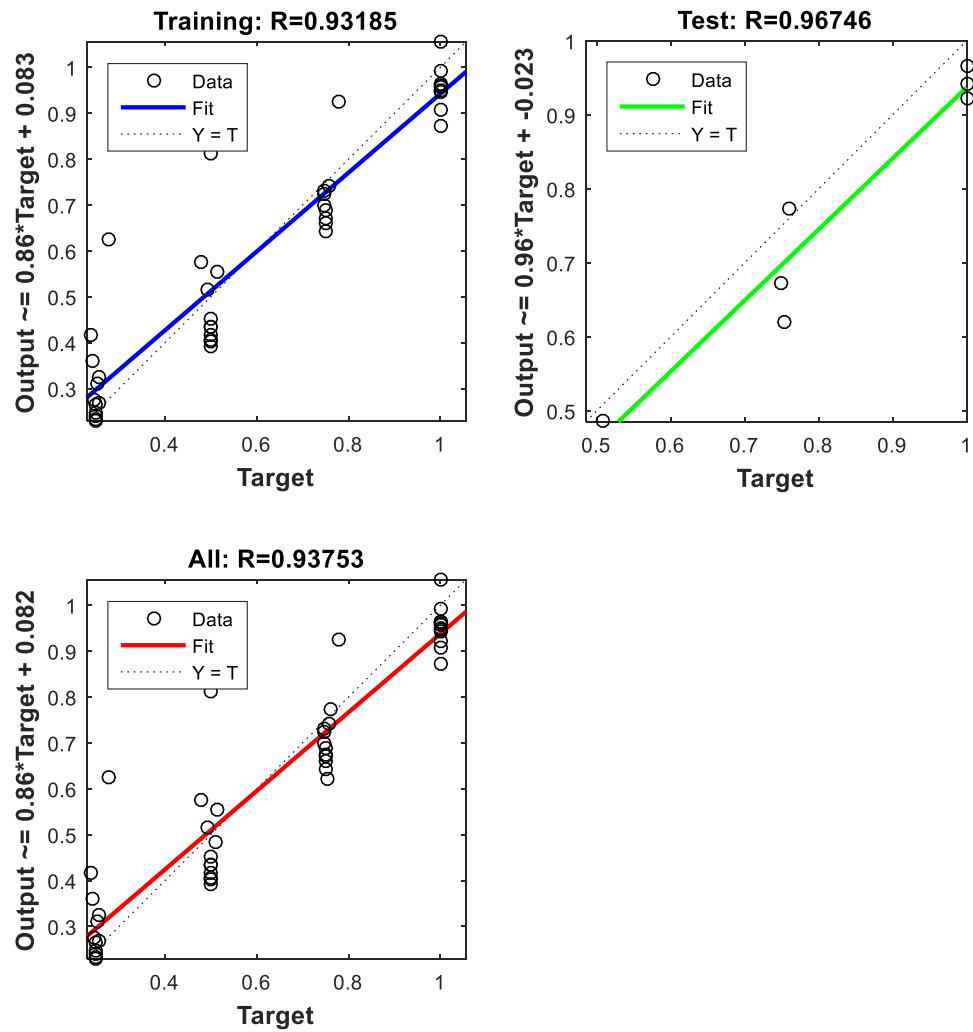 Training: R=0.93185
Output ~= 0.86*Target + 0.083
1
0.9
0.8
0.7
0.6
0.5
0.4
0.3
Data
Fit
Y = T
0.4
0.6
0.8
1
Target
Test: R=0.96746
Output ~= 0.96*Target + -0.023
1
0.9
0.8
0.7
0.6
0.5
Data
Fit
Y = T
0.5
0.6
0.7
0.8
0.9
1
Target
All: R=0.93753
Output ~= 0.86*Target + 0.082
1
0.9
0.8
0.7
0.6
0.5
0.4
0.3
Data
Fit
Y = T
0.4
0.6
0.8
1
Target